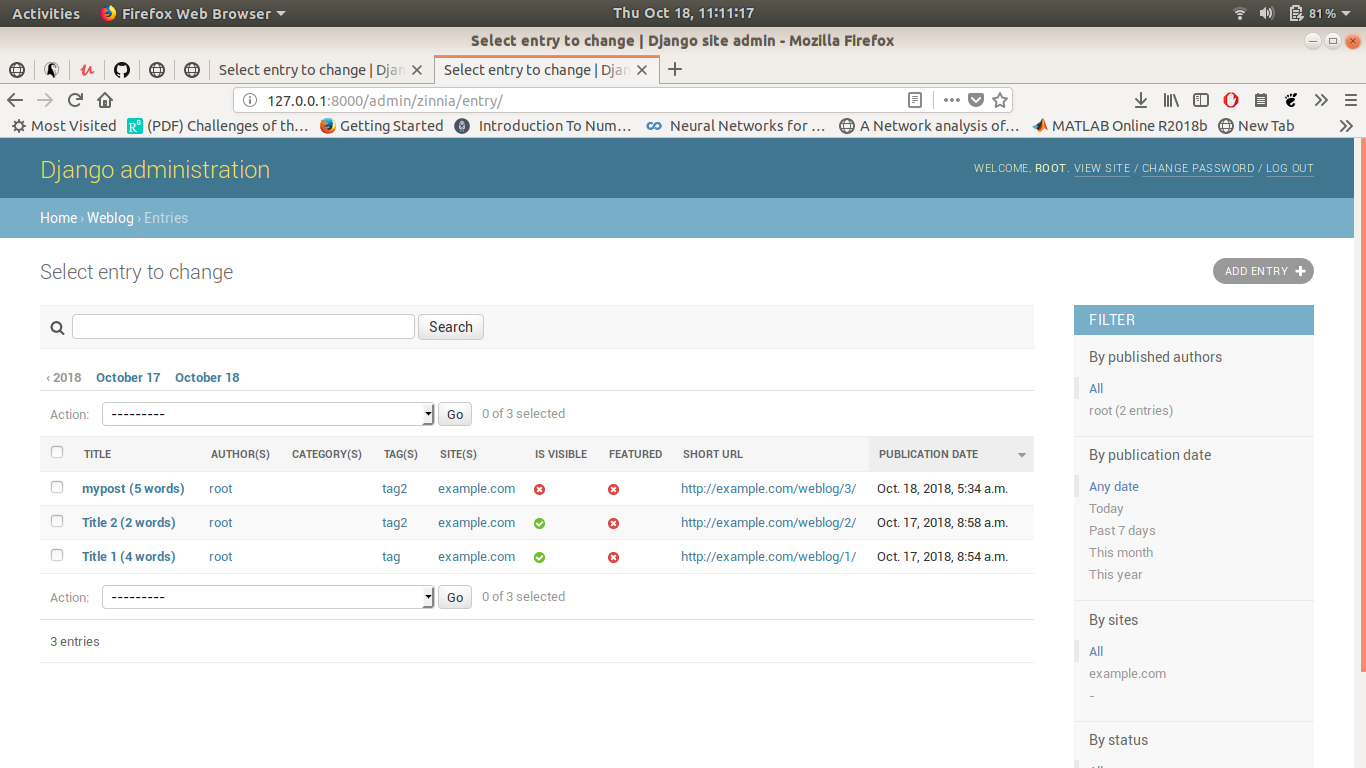 Activities Firefox Web Browser Thu Oct 18, 11:11:17 81%
Select entry to change | Django site admin - Mozilla Firefox
Select entry to change | Djan Select entry to change | Djan
127.0.0.1:8000/admin/zinnia/entry/
Most Visited (PDF) Challenges of th… Getting Started Introduction To Num… Neural Networks for … A Network analysis of… MATLAB Online R2018b New Tab
Django administration WELCOME, ROOT. VIEW SITE / CHANGE PASSWORD / LOG OUT
Home › Weblog › Entries
Select entry to change ADD ENTRY +
Search
‹ 2018 October 17 October 18
Action: --------- Go 0 of 3 selected
TITLE AUTHOR(S) CATEGORY(S) TAG(S) SITE(S) IS VISIBLE FEATURED SHORT URL PUBLICATION DATE
mypost (5 words) root tag2 example.com http://example.com/weblog/3/ Oct. 18, 2018, 5:34 a.m.
Title 2 (2 words) root tag2 example.com http://example.com/weblog/2/ Oct. 17, 2018, 8:58 a.m.
Title 1 (4 words) root tag example.com http://example.com/weblog/1/ Oct. 17, 2018, 8:54 a.m.
Action: --------- Go 0 of 3 selected
3 entries
FILTER
By published authors
All
root (2 entries)
By publication date
Any date
Today
Past 7 days
This month
This year
By sites
All
example.com
-
By status